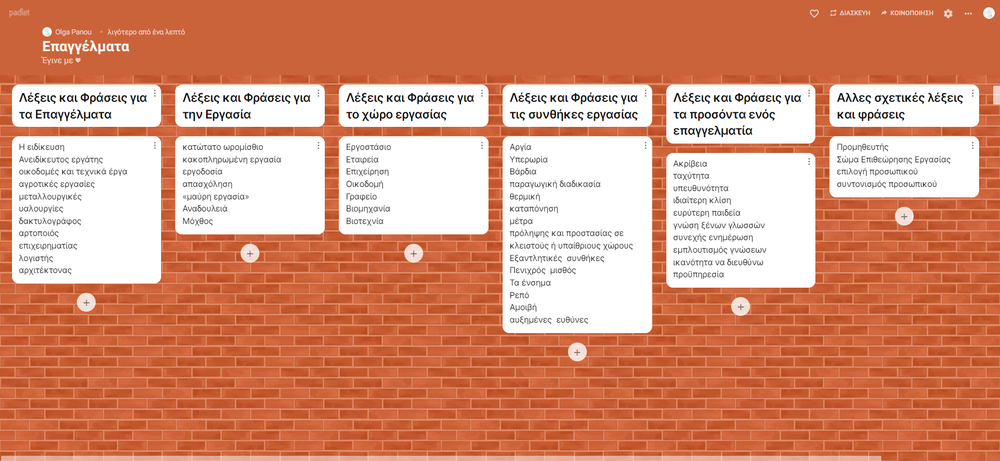 padlet
ΔΙΑΣΚΕΥΗ
ΚΟΙΝΟΠΟΙΗΣΗ
Olga Panou • λιγότερο από ένα λεπτό
Επαγγέλματα
Έγινε με ♥
Λέξεις και Φράσεις για
τα Επαγγέλματα
Η ειδίκευση
Ανειδίκευτος εργάτης
οικοδομές και τεχνικά έργα
αγροτικές εργασίες
μεταλλουργικές
υαλουργίες
δακτυλογράφος
αρτοποιός
επιχειρηματίας
λογιστής
αρχιτέκτονας
Λέξεις και Φράσεις για
την Εργασία
κατώτατο ωρομίσθιο
κακοπληρωμένη εργασία
εργοδοσία
απασχόληση
«μαύρη εργασία»
Αναδουλειά
Μόχθος
Λέξεις και Φράσεις για
το χώρο εργασίας
Εργοστάσιο
Εταιρεία
Επιχείρηση
Οικοδομή
Γραφείο
Βιομηχανία
Βιοτεχνία
Λέξεις και Φράσεις για
τις συνθήκες εργασίας
Αργία
Υπερωρία
Βάρδια
παραγωγική διαδικασία
θερμική
καταπόνηση
μέτρα
πρόληψης και προστασίας σε
κλειστούς ή υπαίθριους χώρους
Εξαντλητικές  συνθήκες
Πενιχρός  μισθός
Τα ένσημα
Ρεπό
Αμοιβή
αυξημένες  ευθύνες
Λέξεις και Φράσεις για
τα προσόντα ενός
επαγγελματία
Ακρίβεια
ταχύτητα
υπευθυνότητα
ιδιαίτερη κλίση
ευρύτερη παιδεία
γνώση ξένων γλωσσών
συνεχής ενημέρωση
εμπλουτισμός γνώσεων
ικανότητα να διευθύνω
προϋπηρεσία
Αλλες σχετικές λέξεις
και φράσεις
Προμηθευτής
Σώμα Επιθεώρησης Εργασίας
επιλογή προσωπικού
συντονισμός προσωπικού